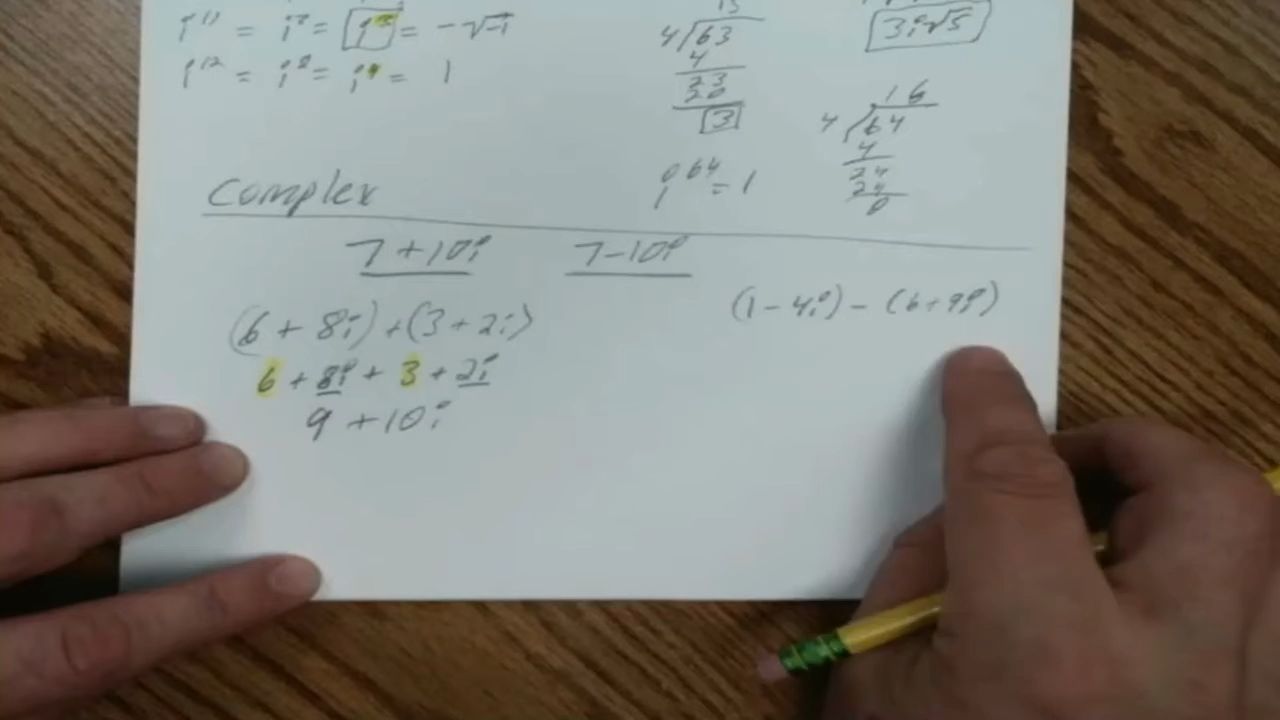 i¹¹ = i⁷ = i³ = -√-i
i¹² = i⁸ = i⁴ = 1
15
4√63
4
23
20
3
i⁶⁴ = 1
3i√5
16
4√64
4
24
24
0
Complex
7+10i 7-10i
(6 + 8i) + (3 + 2i)
6 + 8i + 3 + 2i
9 + 10i
(1 - 4i) - (6 + 9i)